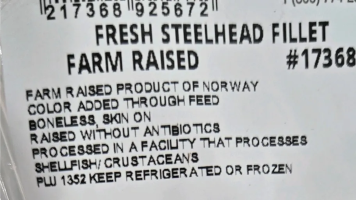 217368 925672
FRESH STEELHEAD FILLET
FARM RAISED #17368
FARM RAISED PRODUCT OF NORWAY
COLOR ADDED THROUGH FEED
BONELESS, SKIN ON
RAISED WITHOUT ANTIBIOTICS
PROCESSED IN A FACILITY THAT PROCESSES
SHELLFISH/ CRUSTACEANS
PLU 1352 KEEP REFRIGERATED OR FROZEN